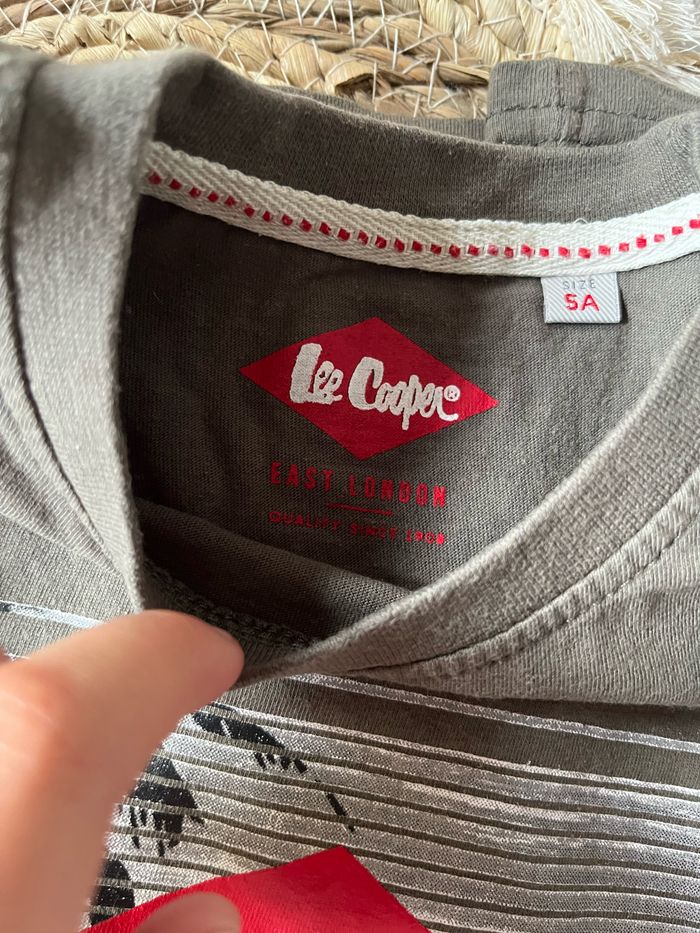 SIZE
5A
Lee Cooper®
EAST LONDON
QUALITY SINCE 1908